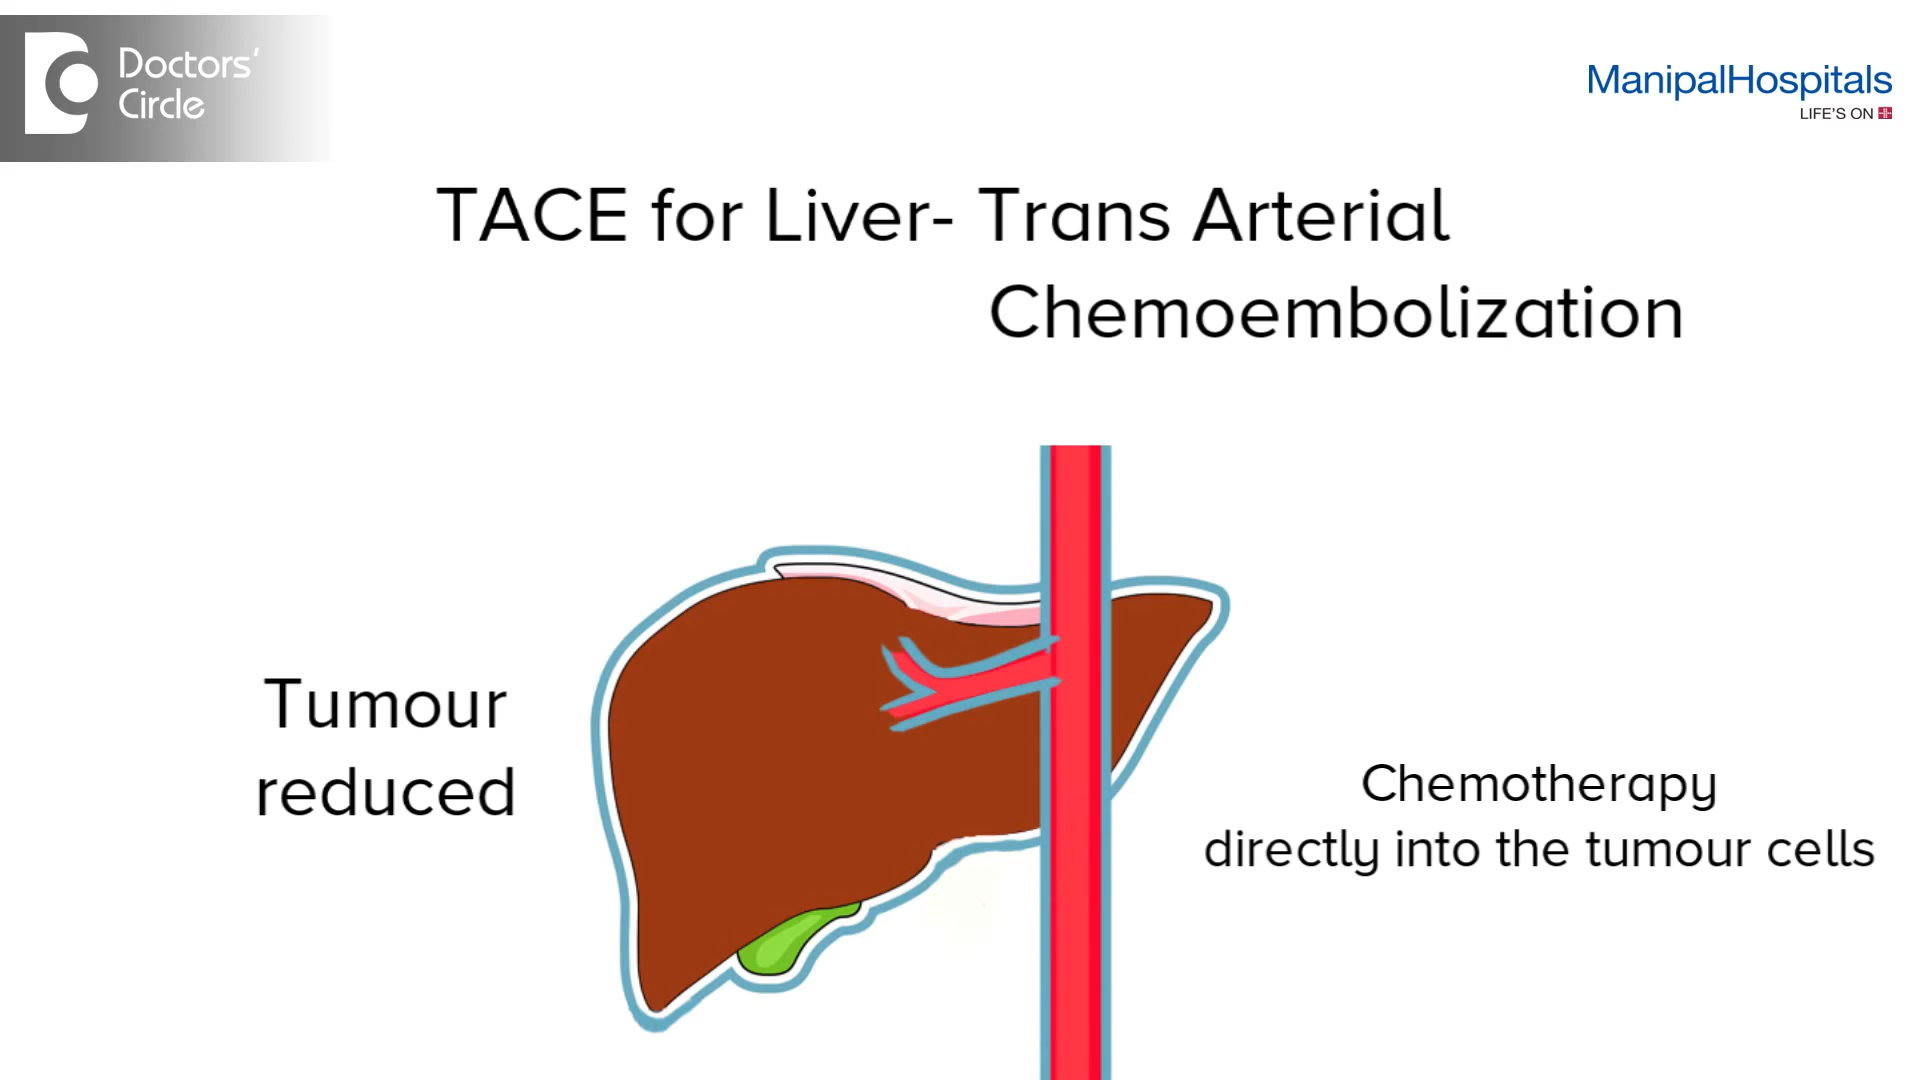 Doctors'
Circle
ManipalHospitals
LIFE'S ON
TACE for Liver- Trans Arterial
Chemoembolization
Tumour
reduced
Chemotherapy
directly into the tumour cells